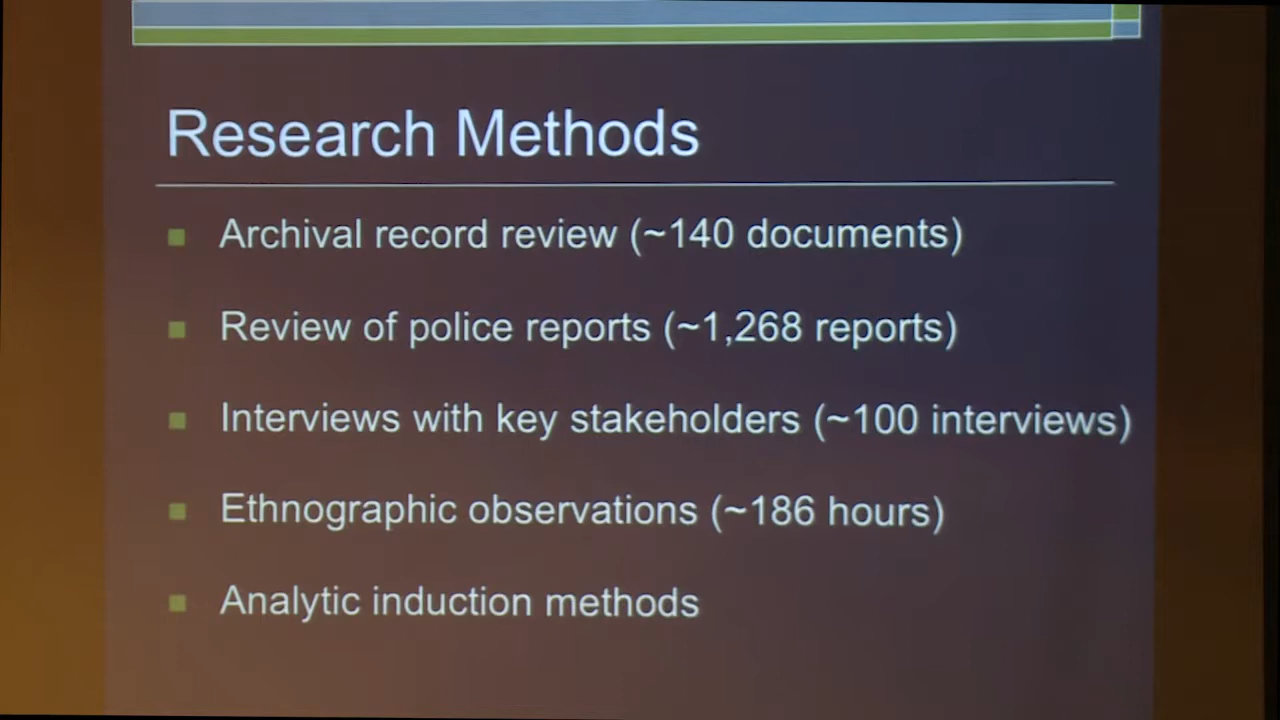 Research Methods
Archival record review (~140 documents)
Review of police reports (~1,268 reports)
Interviews with key stakeholders (~100 interviews)
Ethnographic observations (~186 hours)
Analytic induction methods